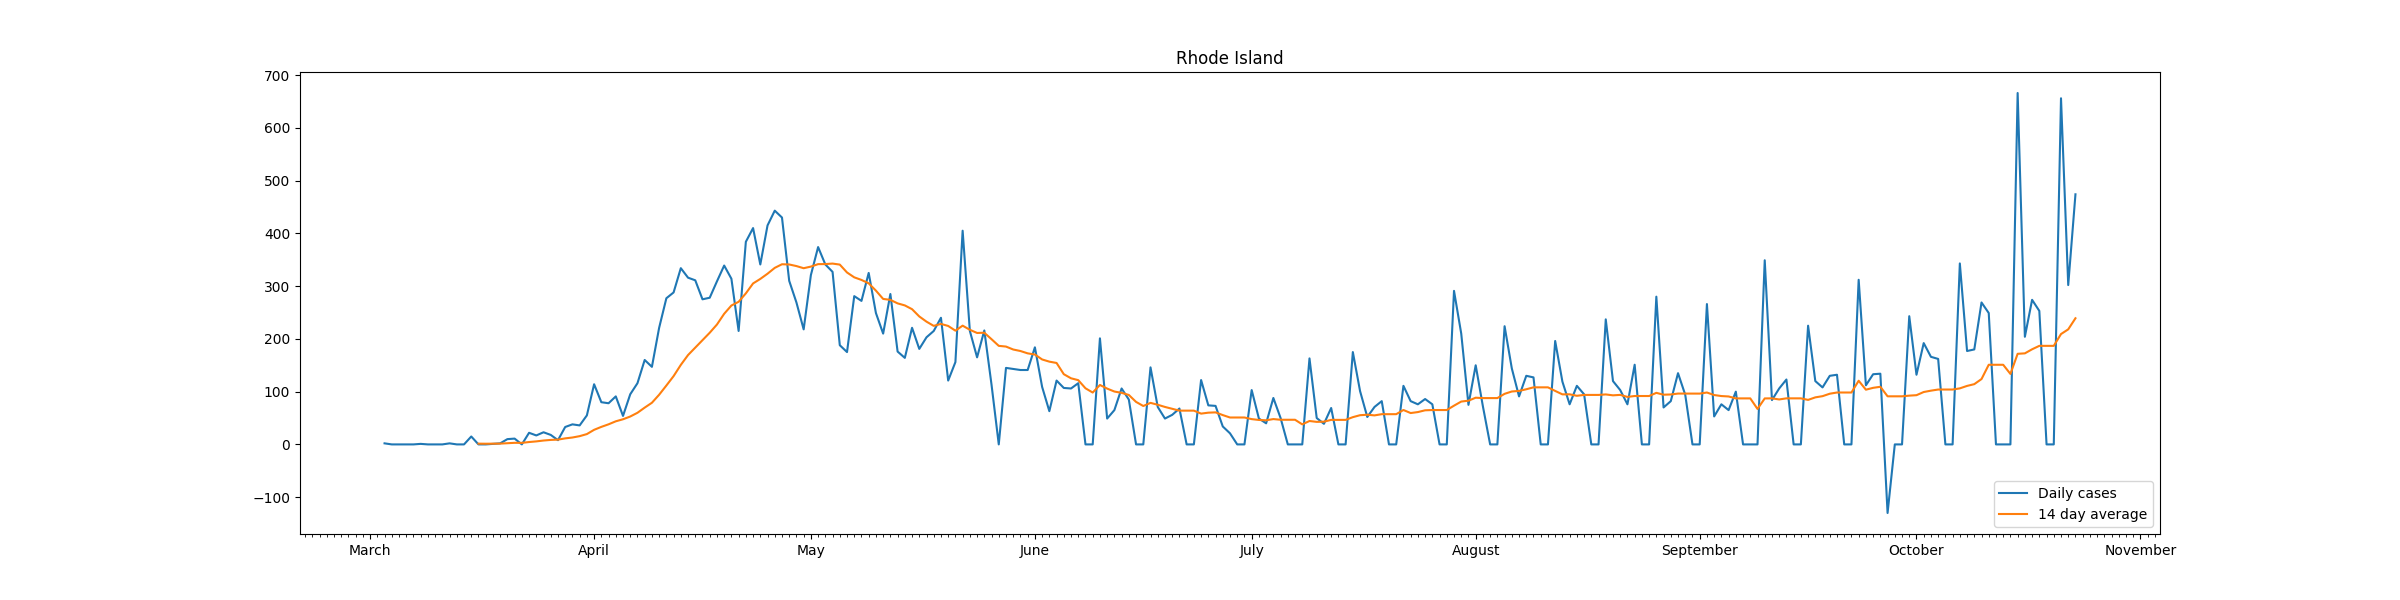 Rhode Island
700
600
500
400
300
200
100
0
−100
March April May June July August September October November
Daily cases
14 day average